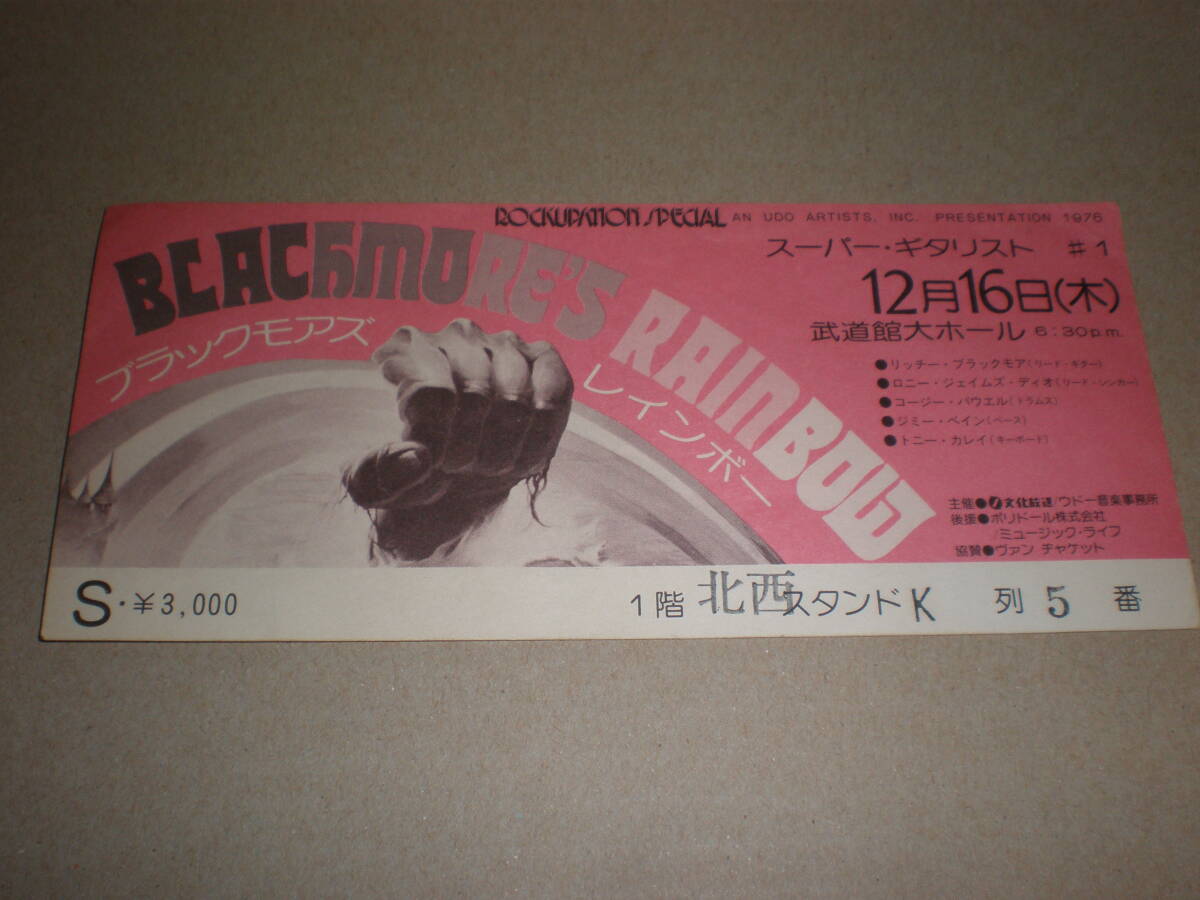 ROCKUPATION SPECIAL AN UDO ARTISTS, INC. PRESENTATION 1976
BLACKMORE'S RAINBOW
ブラックモアズ レインボー
スーパー・ギタリスト #1
12月16日(木)
武道館大ホール 6:30p.m.
●リッチー・ブラックモア(リード・ギター)
●ロニー・ジェイムズ・ディオ(リード・シンガー)
●コージー・パウエル(ドラムス)
●ジミー・ベイン(ベース)
●トニー・カレイ(キーボード)
主催●文化放送/ウドー音楽事務所
後援●ポリドール株式会社
/ミュージック・ライフ
協賛●ヴァン チャケット
S・¥3,000 1階 北西スタンド K 列 5 番